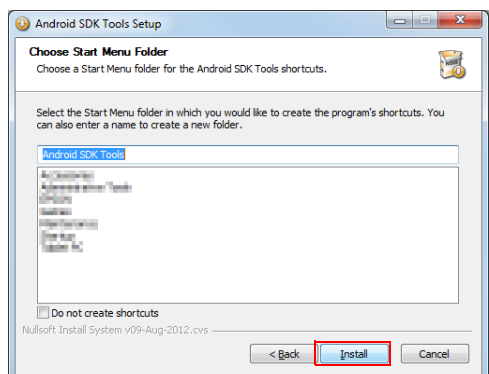 Android SDK Tools Setup
Choose Start Menu Folder
Choose a Start Menu folder for the Android SDK Tools shortcuts.
Select the Start Menu folder in which you would like to create the program's shortcuts. You
can also enter a name to create a new folder.
Android SDK Tools
Do not create shortcuts
Nullsoft Install System v09-Aug-2012.cvs
< Back
Install
Cancel